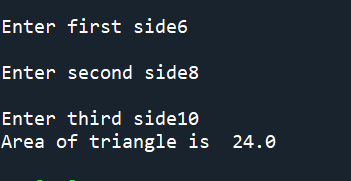 Enter first side6
Enter second side8
Enter third side10
Area of triangle is  24.0